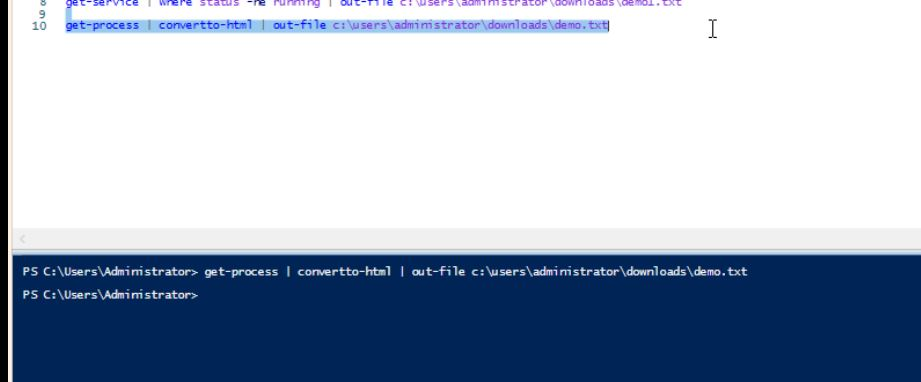 8 get-service | where status -ne running | out-file c:\users\administrator\downloads\demo1.txt
9
10 get-process | convertto-html | out-file c:\users\administrator\downloads\demo.txt
PS C:\Users\Administrator> get-process | convertto-html | out-file c:\users\administrator\downloads\demo.txt
PS C:\Users\Administrator>